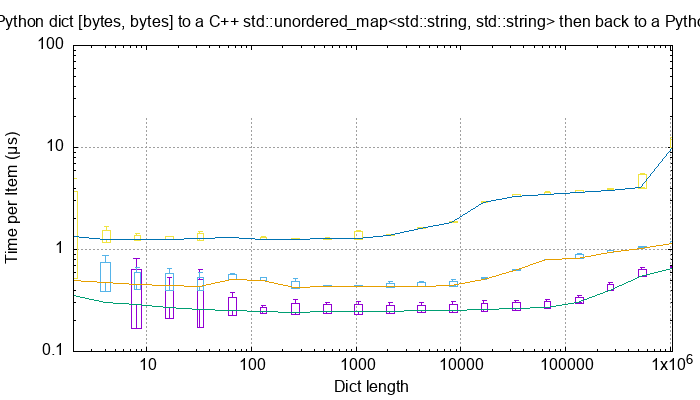 Python dict [bytes, bytes] to a C++ std::unordered_map<std::string, std::string> then back to a Pytho
100
10
1
0.1
Time per Item (µs)
10 100 1000 10000 100000 1x10⁶
Dict length